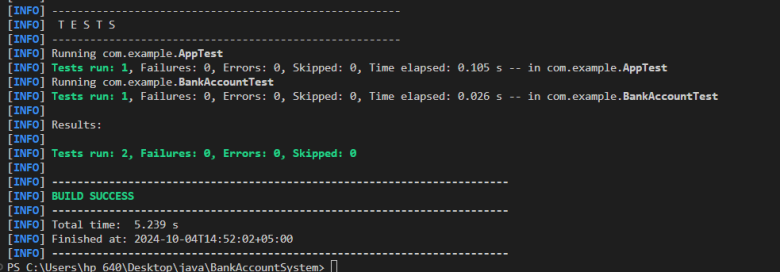 [INFO] -------------------------------------------------------
[INFO]  T E S T S
[INFO] -------------------------------------------------------
[INFO] Running com.example.AppTest
[INFO] Tests run: 1, Failures: 0, Errors: 0, Skipped: 0, Time elapsed: 0.105 s -- in com.example.AppTest
[INFO] Running com.example.BankAccountTest
[INFO] Tests run: 1, Failures: 0, Errors: 0, Skipped: 0, Time elapsed: 0.026 s -- in com.example.BankAccountTest
[INFO]
[INFO] Results:
[INFO]
[INFO] Tests run: 2, Failures: 0, Errors: 0, Skipped: 0
[INFO]
[INFO] ------------------------------------------------------------------------
[INFO] BUILD SUCCESS
[INFO] ------------------------------------------------------------------------
[INFO] Total time:  5.239 s
[INFO] Finished at: 2024-10-04T14:52:02+05:00
[INFO] ------------------------------------------------------------------------
PS C:\Users\hp 640\Desktop\java\BankAccountSystem>